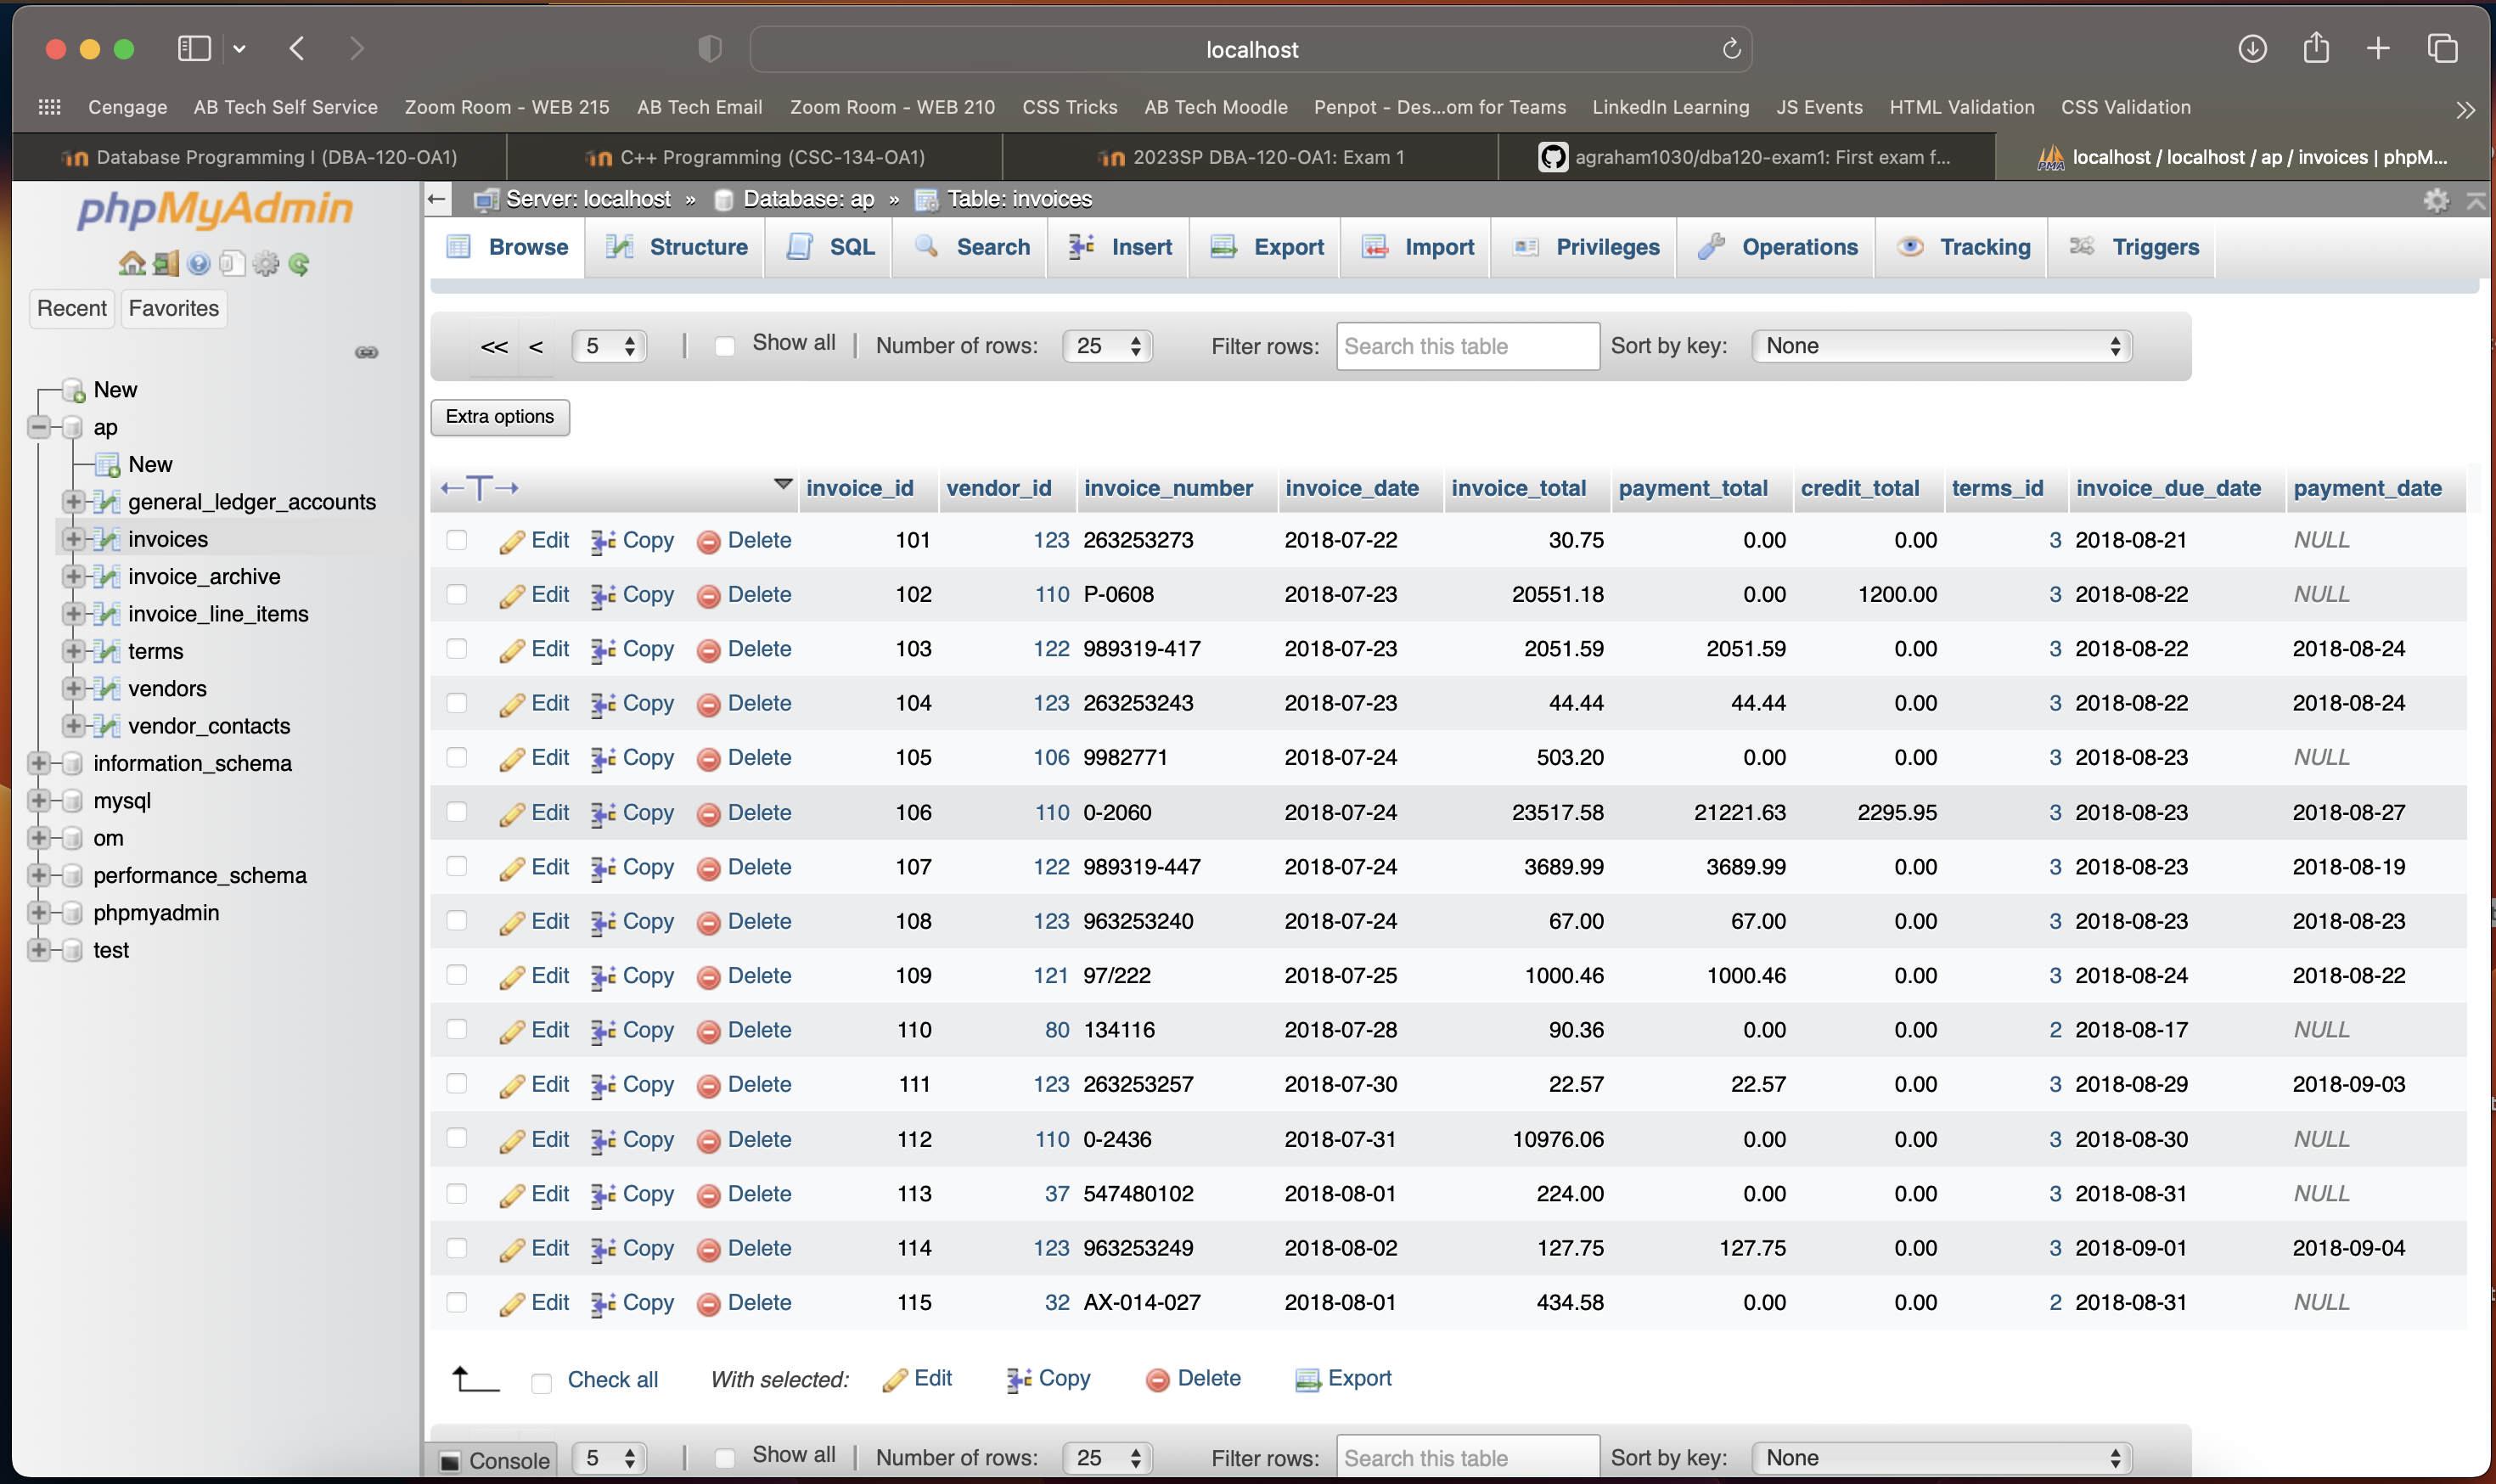 localhost
Cengage AB Tech Self Service Zoom Room - WEB 215 AB Tech Email Zoom Room - WEB 210 CSS Tricks AB Tech Moodle Penpot - Des...om for Teams LinkedIn Learning JS Events HTML Validation CSS Validation
Database Programming I (DBA-120-OA1) C++ Programming (CSC-134-OA1) 2023SP DBA-120-OA1: Exam 1 agraham1030/dba120-exam1: First exam f... localhost / localhost / ap / invoices | phpM...
phpMyAdmin
Recent Favorites
New
ap
New
general_ledger_accounts
invoices
invoice_archive
invoice_line_items
terms
vendors
vendor_contacts
information_schema
mysql
om
performance_schema
phpmyadmin
test
Server: localhost » Database: ap » Table: invoices
Browse Structure SQL Search Insert Export Import Privileges Operations Tracking Triggers
<< < 5 | Show all | Number of rows: 25 Filter rows: Search this table Sort by key: None
Extra options
←T→ invoice_id vendor_id invoice_number invoice_date invoice_total payment_total credit_total terms_id invoice_due_date payment_date
Edit Copy Delete 101 123 263253273 2018-07-22 30.75 0.00 0.00 3 2018-08-21 NULL
Edit Copy Delete 102 110 P-0608 2018-07-23 20551.18 0.00 1200.00 3 2018-08-22 NULL
Edit Copy Delete 103 122 989319-417 2018-07-23 2051.59 2051.59 0.00 3 2018-08-22 2018-08-24
Edit Copy Delete 104 123 263253243 2018-07-23 44.44 44.44 0.00 3 2018-08-22 2018-08-24
Edit Copy Delete 105 106 9982771 2018-07-24 503.20 0.00 0.00 3 2018-08-23 NULL
Edit Copy Delete 106 110 0-2060 2018-07-24 23517.58 21221.63 2295.95 3 2018-08-23 2018-08-27
Edit Copy Delete 107 122 989319-447 2018-07-24 3689.99 3689.99 0.00 3 2018-08-23 2018-08-19
Edit Copy Delete 108 123 963253240 2018-07-24 67.00 67.00 0.00 3 2018-08-23 2018-08-23
Edit Copy Delete 109 121 97/222 2018-07-25 1000.46 1000.46 0.00 3 2018-08-24 2018-08-22
Edit Copy Delete 110 80 134116 2018-07-28 90.36 0.00 0.00 2 2018-08-17 NULL
Edit Copy Delete 111 123 263253257 2018-07-30 22.57 22.57 0.00 3 2018-08-29 2018-09-03
Edit Copy Delete 112 110 0-2436 2018-07-31 10976.06 0.00 0.00 3 2018-08-30 NULL
Edit Copy Delete 113 37 547480102 2018-08-01 224.00 0.00 0.00 3 2018-08-31 NULL
Edit Copy Delete 114 123 963253249 2018-08-02 127.75 127.75 0.00 3 2018-09-01 2018-09-04
Edit Copy Delete 115 32 AX-014-027 2018-08-01 434.58 0.00 0.00 2 2018-08-31 NULL
Check all With selected: Edit Copy Delete Export
Console 5 | Show all | Number of rows: 25 Filter rows: Search this table Sort by key: None